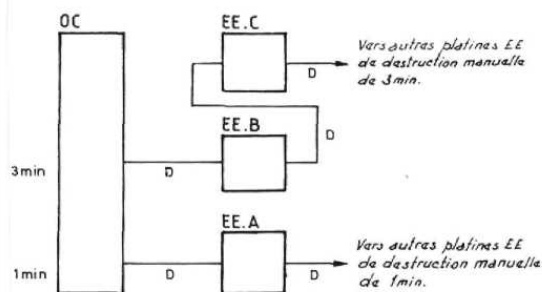 OC
EE.C
Vers autres platines EE
de destruction manuelle
de 3min.
D
D
EE.B
3min
D
EE.A
Vers autres platines EE
de destruction manuelle
de 1min.
1min
D
D